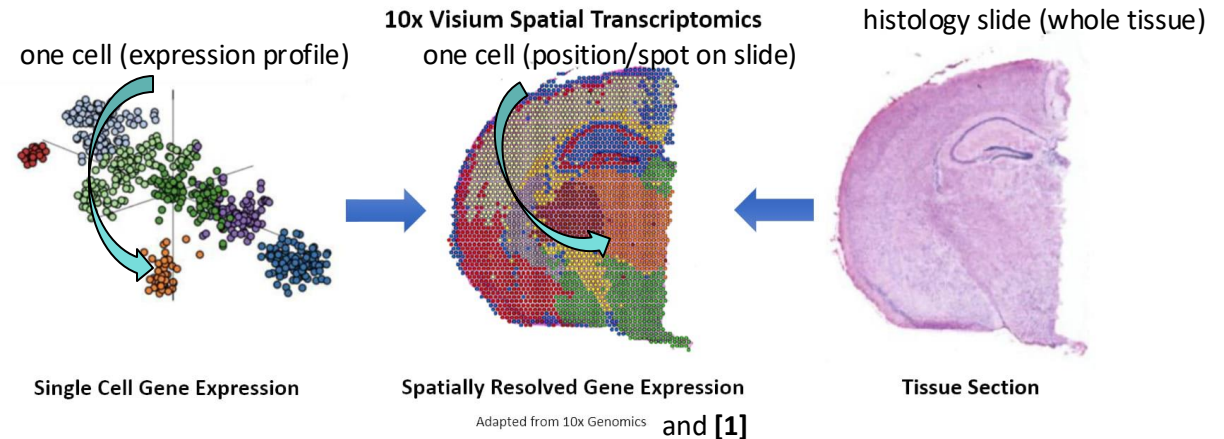 10x Visium Spatial Transcriptomics
histology slide (whole tissue)
one cell (expression profile)
one cell (position/spot on slide)
Single Cell Gene Expression
Spatially Resolved Gene Expression
Tissue Section
Adapted from 10x Genomics and [1]